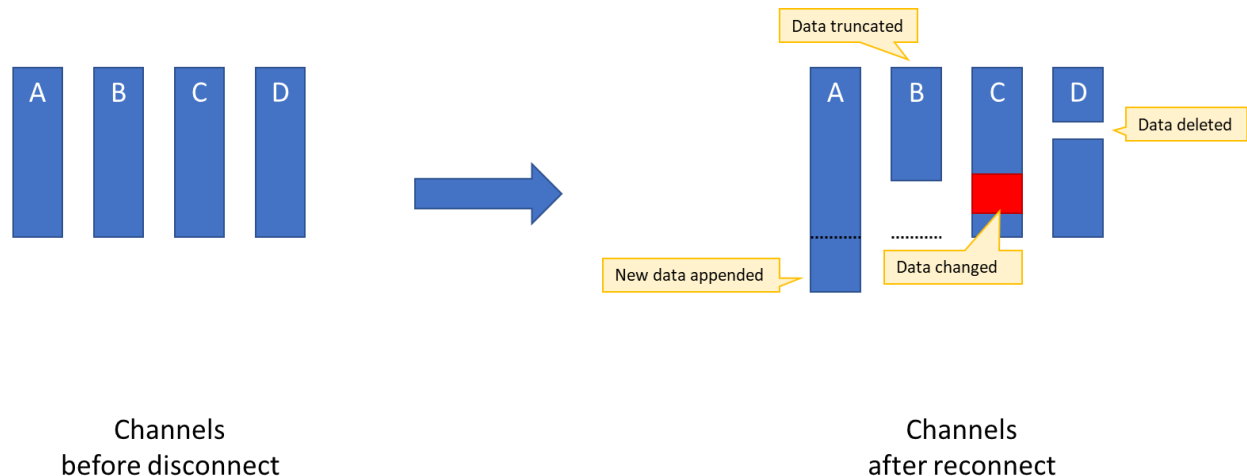 Data truncated
A
B
C
D
A
B
C
D
Data deleted
New data appended
Data changed
Channels
before disconnect
Channels
after reconnect